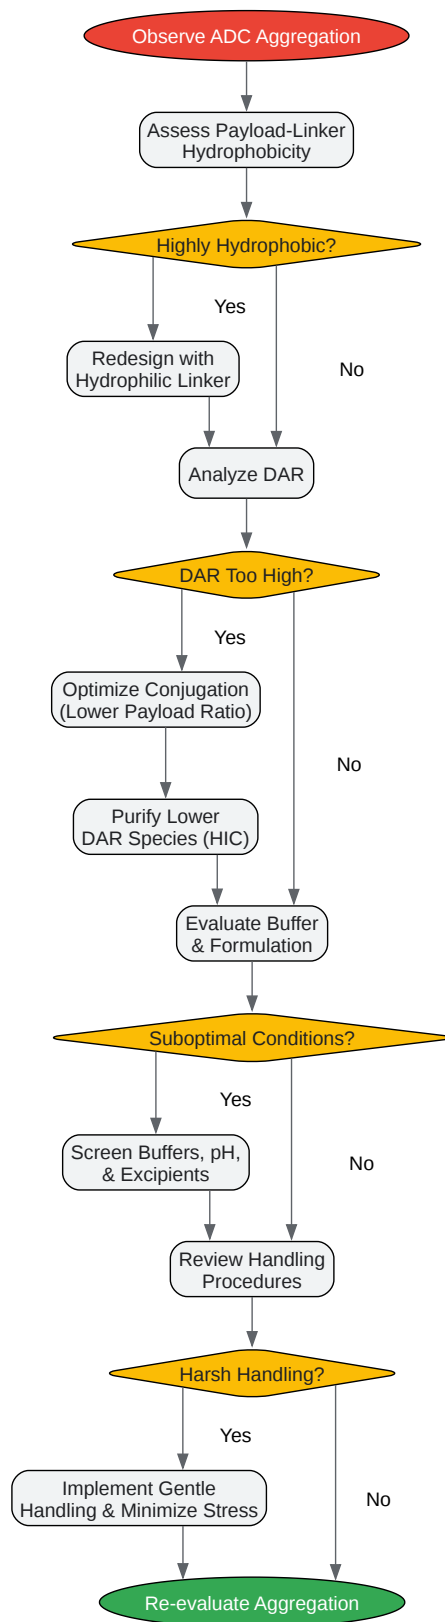 Observe ADC Aggregation
Assess Payload-Linker
Hydrophobicity
Highly Hydrophobic?
Yes
Redesign with
Hydrophilic Linker
No
Analyze DAR
DAR Too High?
Yes
Optimize Conjugation
(Lower Payload Ratio)
No
Purify Lower
DAR Species (HIC)
Evaluate Buffer
& Formulation
Suboptimal Conditions?
Yes
Screen Buffers, pH,
& Excipients
No
Review Handling
Procedures
Harsh Handling?
Yes
Implement Gentle
Handling & Minimize Stress
No
Re-evaluate Aggregation